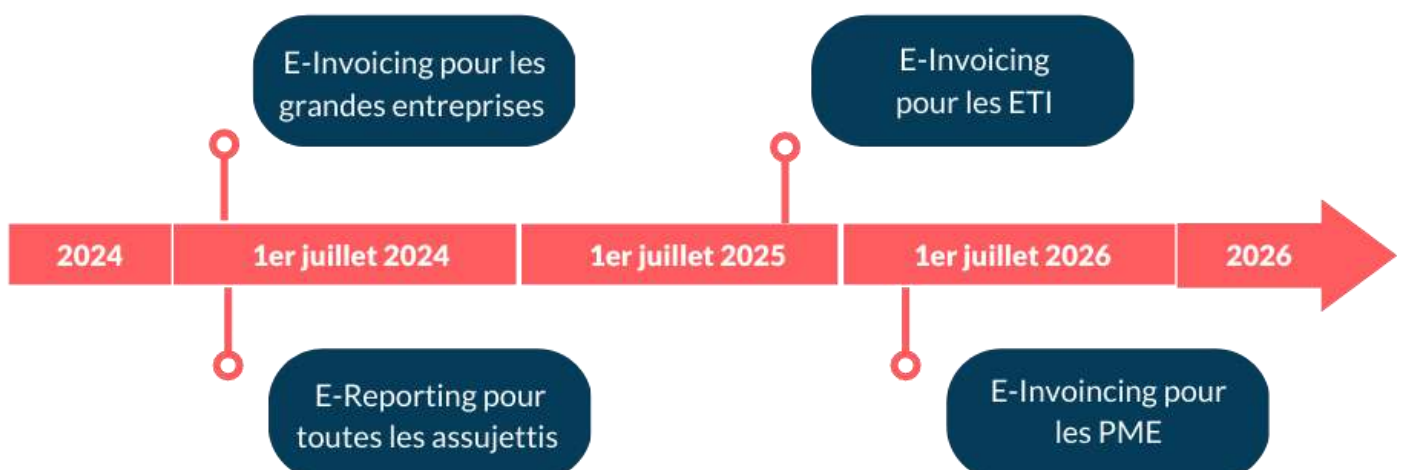 E-Invoicing pour les
grandes entreprises
E-Invoicing
pour les ETI
2024
1er juillet 2024
1er juillet 2025
1er juillet 2026
2026
E-Reporting pour
toutes les assujettis
E-Invoincing pour
les PME